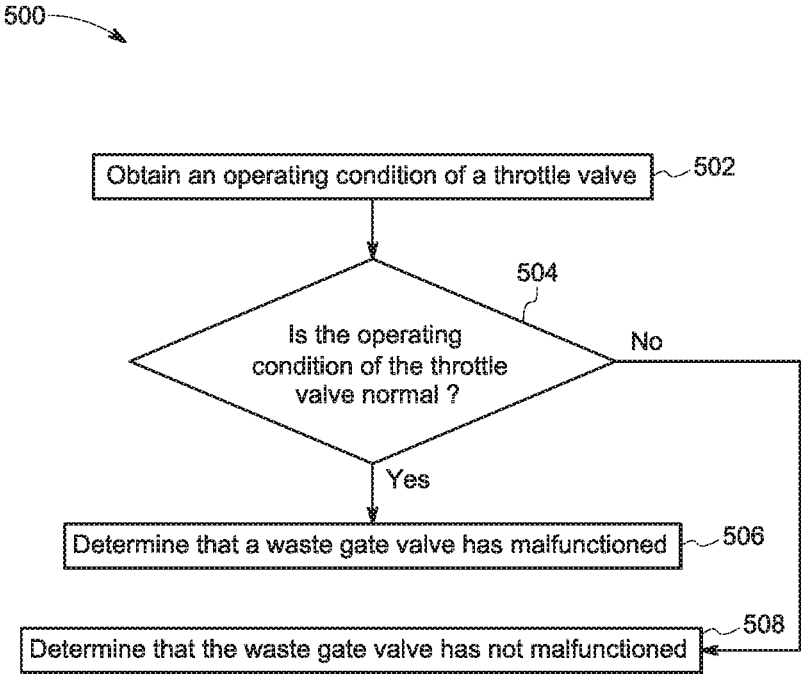 500
Obtain an operating condition of a throttle valve
502
504
Is the operating
condition of the throttle
valve normal ?
No
Yes
Determine that a waste gate valve has malfunctioned
506
508
Determine that the waste gate valve has not malfunctioned